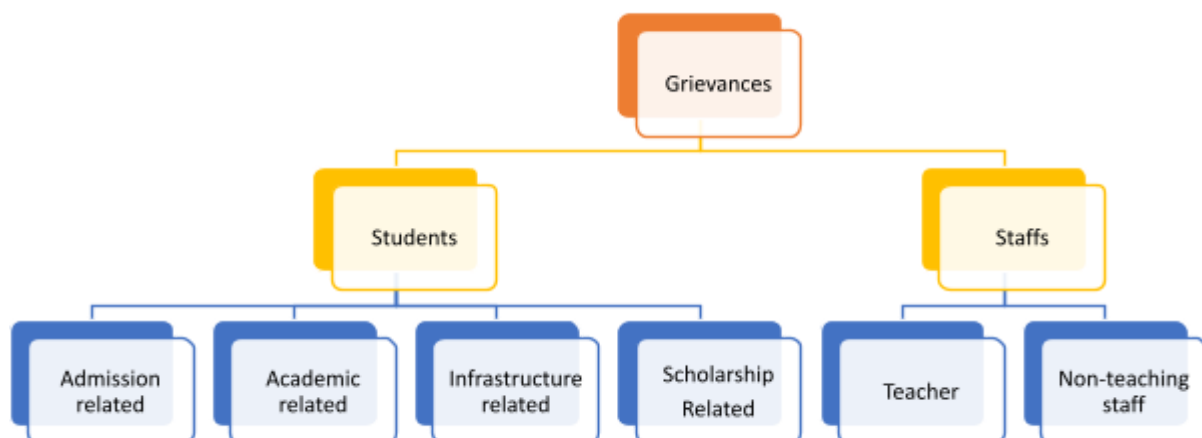 Grievances
Students
Staffs
Admission
related
Academic
related
Infrastructure
related
Scholarship
Related
Teacher
Non-teaching
staff